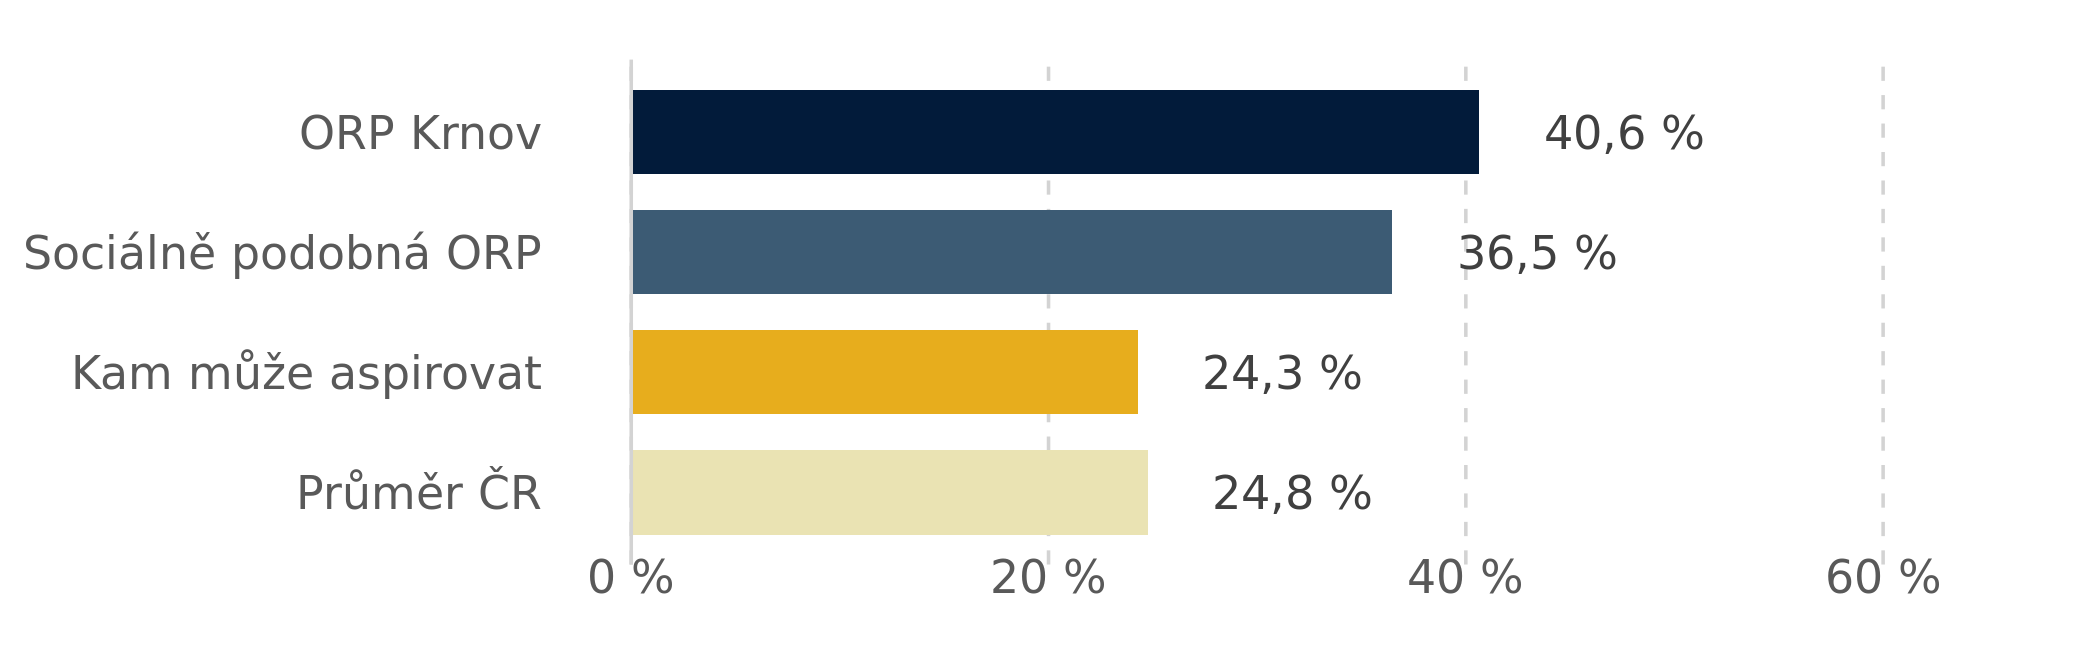 ORP Krnov 40,6 %
Sociálně podobná ORP 36,5 %
Kam může aspirovat 24,3 %
Průměr ČR 24,8 %
0 % 20 % 40 % 60 %